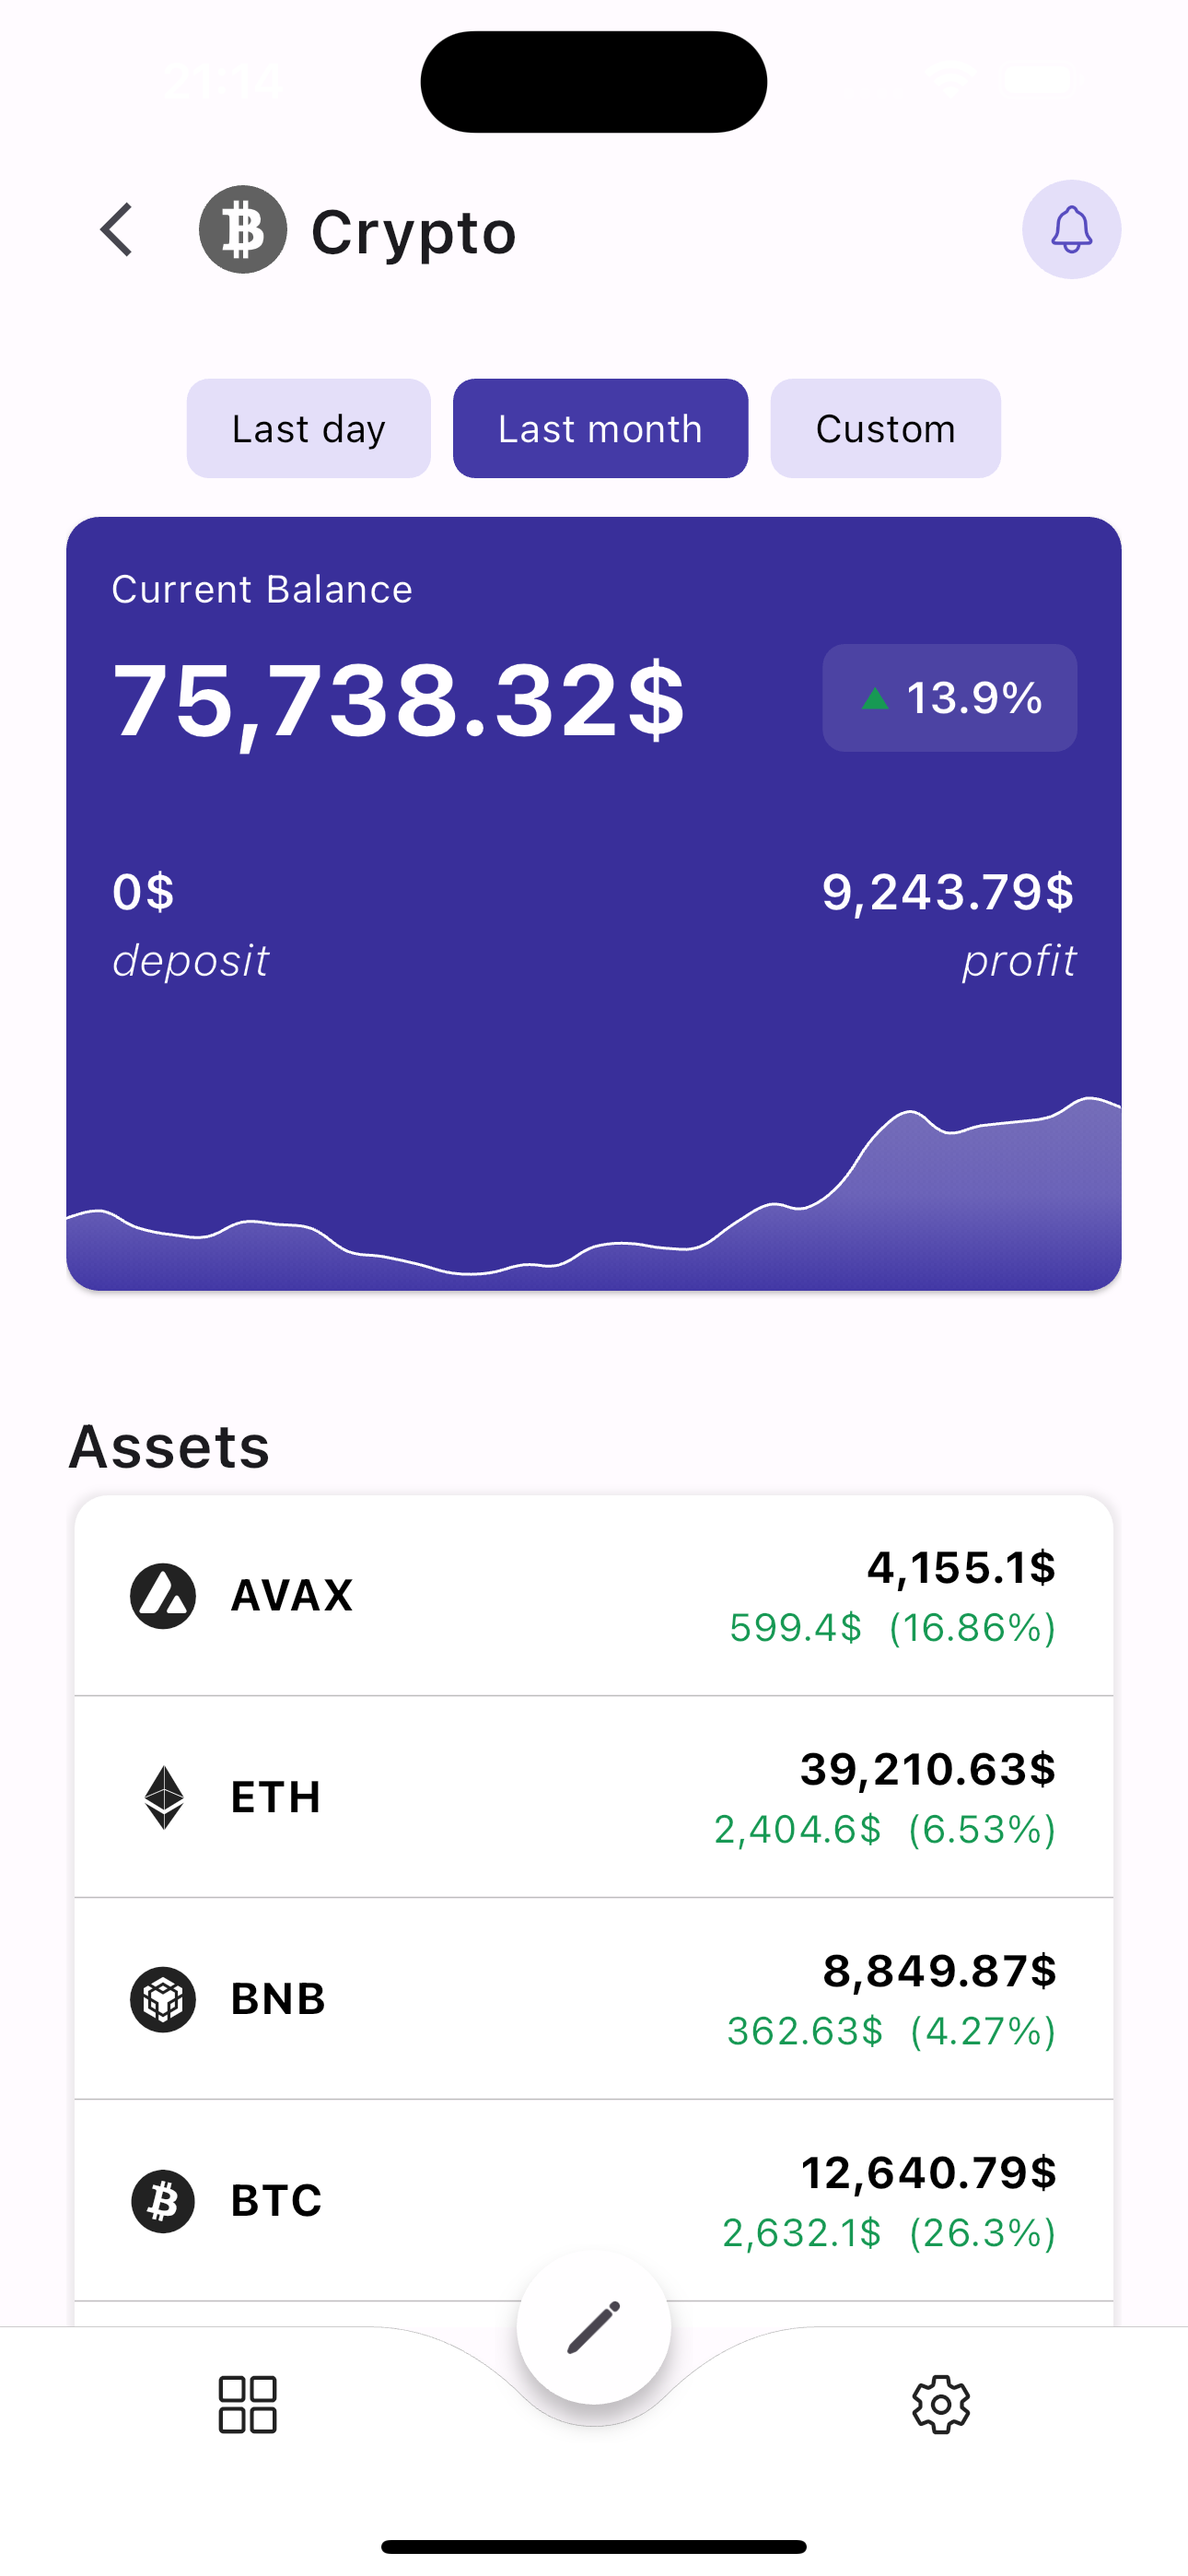 21:14
Crypto
Last day Last month Custom
Current Balance
75,738.32$ 13.9%
0$ 9,243.79$
deposit profit
Assets
AVAX 4,155.1$
599.4$ (16.86%)
ETH 39,210.63$
2,404.6$ (6.53%)
BNB 8,849.87$
362.63$ (4.27%)
BTC 12,640.79$
2,632.1$ (26.3%)